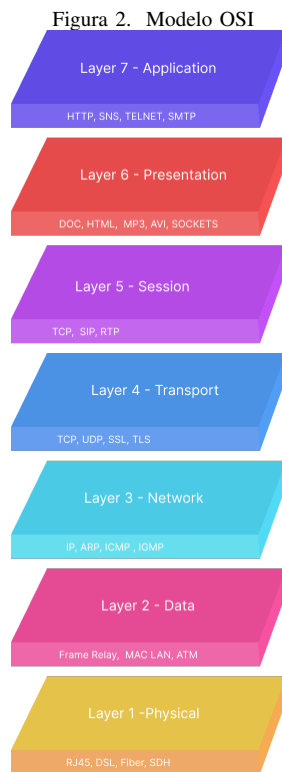 Figura 2. Modelo OSI
Layer 7 - Application
HTTP, SNS, TELNET, SMTP
Layer 6 - Presentation
DOC, HTML, MP3, AVI, SOCKETS
Layer 5 - Session
TCP, SIP, RTP
Layer 4 - Transport
TCP, UDP, SSL, TLS
Layer 3 - Network
IP, ARP, ICMP , IGMP
Layer 2 - Data
Frame Relay, MAC LAN, ATM
Layer 1 -Physical
RJ45, DSL, Fiber, SDH